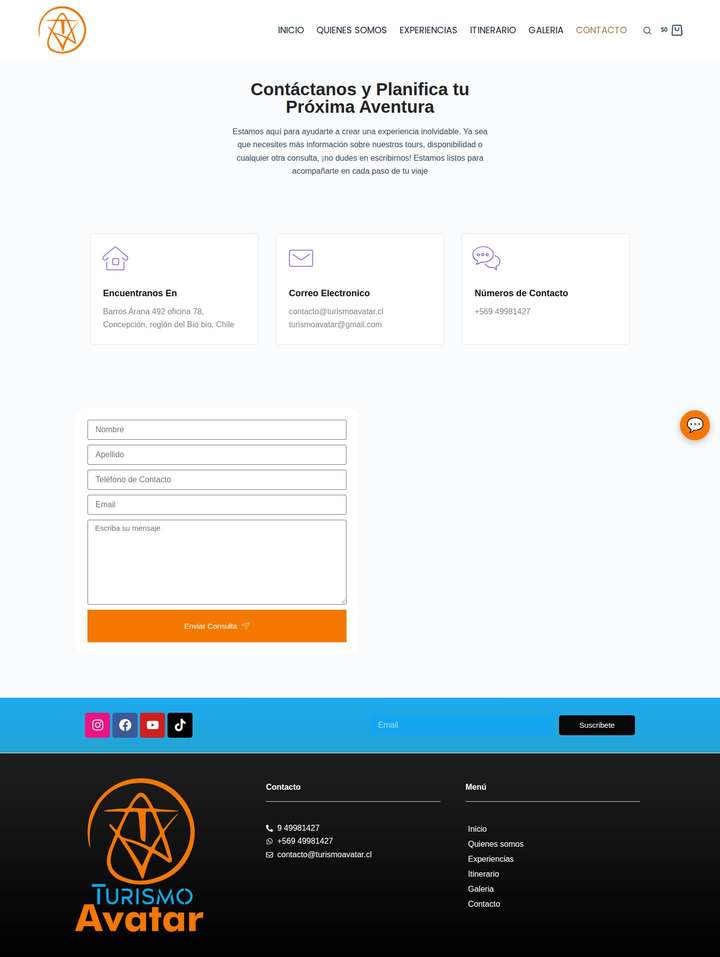 INICIO QUIENES SOMOS EXPERIENCIAS ITINERARIO GALERIA CONTACTO $0
Contáctanos y Planifica tu
Próxima Aventura
Estamos aquí para ayudarte a crear una experiencia inolvidable. Ya sea
que necesites más información sobre nuestros tours, disponibilidad o
cualquier otra consulta, ¡no dudes en escribirnos! Estamos listos para
acompañarte en cada paso de tu viaje
Encuentranos En
Barros Arana 492 oficina 78,
Concepción, región del Bio bio, Chile
Correo Electronico
contacto@turismoavatar.cl
turismoavatar@gmail.com
Números de Contacto
+569 49981427
Nombre
Apellido
Teléfono de Contacto
Email
Escriba su mensaje
Enviar Consulta
Email
Suscribete
Turismo
Avatar
Contacto
9 49981427
+569 49981427
contacto@turismoavatar.cl
Menú
Inicio
Quienes somos
Experiencias
Itinerario
Galeria
Contacto